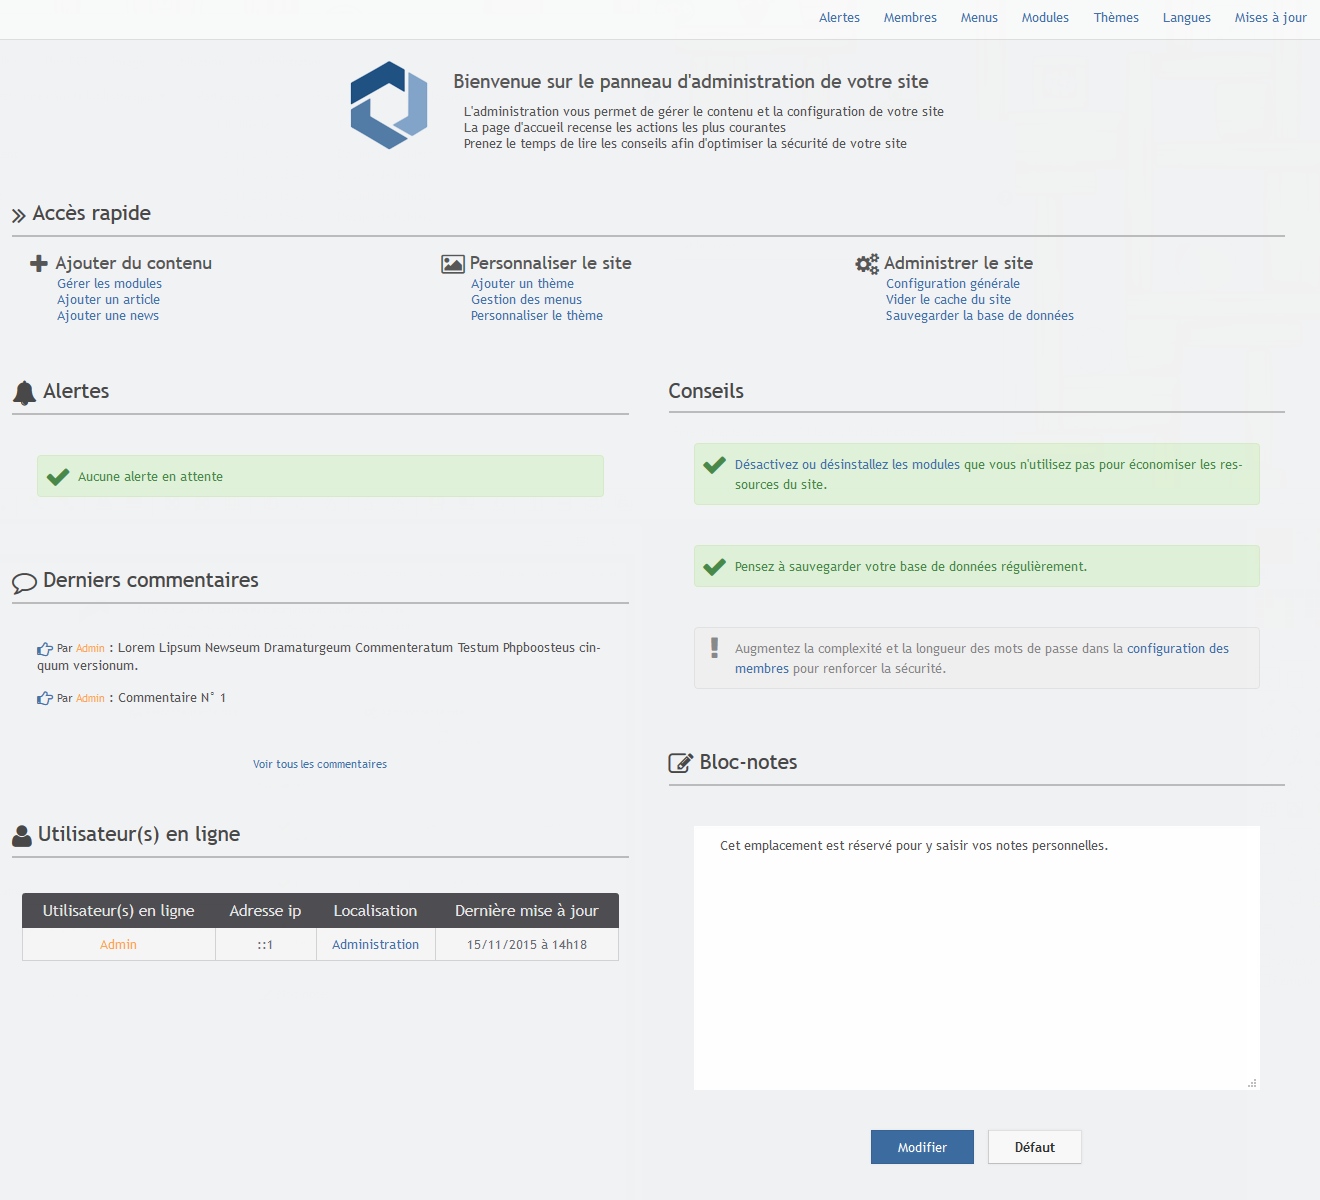 Alertes Membres Menus Modules Thèmes Langues Mises à jour
Bienvenue sur le panneau d'administration de votre site
L'administration vous permet de gérer le contenu et la configuration de votre site
La page d'accueil recense les actions les plus courantes
Prenez le temps de lire les conseils afin d'optimiser la sécurité de votre site
Accès rapide
Ajouter du contenu
Gérer les modules
Ajouter un article
Ajouter une news
Personnaliser le site
Ajouter un thème
Gestion des menus
Personnaliser le thème
Administrer le site
Configuration générale
Vider le cache du site
Sauvegarder la base de données
Alertes
Aucune alerte en attente
Derniers commentaires
Par Admin : Lorem Lipsum Newseum Dramaturgeum Commenteratum Testum Phpboosteus cin-
quum versionum.
Par Admin : Commentaire N° 1
Voir tous les commentaires
Utilisateur(s) en ligne
Utilisateur(s) en ligne Adresse ip Localisation Dernière mise à jour
Admin ::1 Administration 15/11/2015 à 14h18
Conseils
Désactivez ou désinstallez les modules que vous n'utilisez pas pour économiser les res-
sources du site.
Pensez à sauvegarder votre base de données régulièrement.
Augmentez la complexité et la longueur des mots de passe dans la configuration des
membres pour renforcer la sécurité.
Bloc-notes
Cet emplacement est réservé pour y saisir vos notes personnelles.
Modifier Défaut